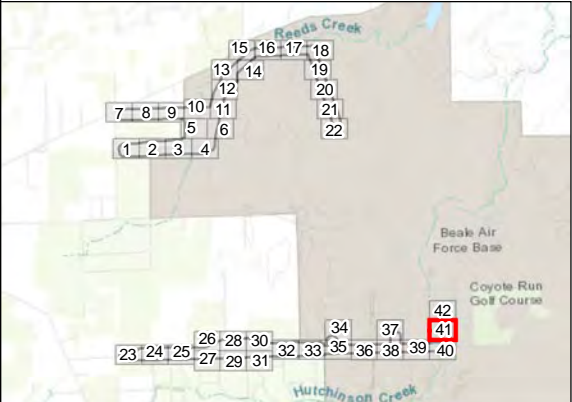 Reeds Creek
15 16 17 18
13 14 19
12 20
7 8 9 10 11 21
5 6 22
1 2 3 4
Beale Air
Force Base
Coyote Run
Golf Course
42
34 37 41
26 28 30
23 24 25 27 29 31 32 33 35 36 38 39 40
Hutchinson Creek